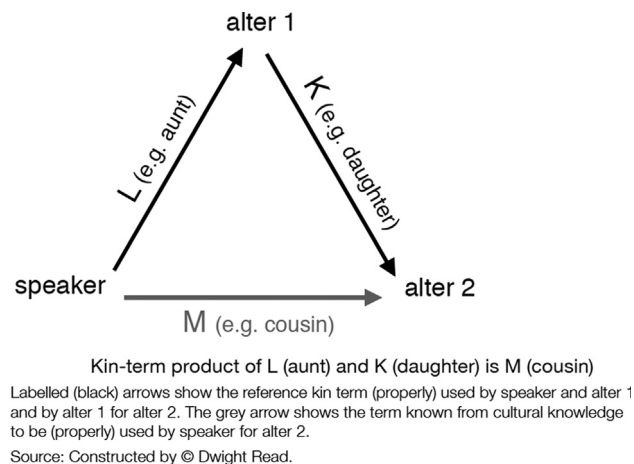 alter 1
L (e.g. aunt)
K (e.g. daughter)
speaker
alter 2
M (e.g. cousin)
Kin-term product of L (aunt) and K (daughter) is M (cousin)
Labelled (black) arrows show the reference kin term (properly) used by speaker and alter 1
and by alter 1 for alter 2. The grey arrow shows the term known from cultural knowledge
to be (properly) used by speaker for alter 2.
Source: Constructed by © Dwight Read.